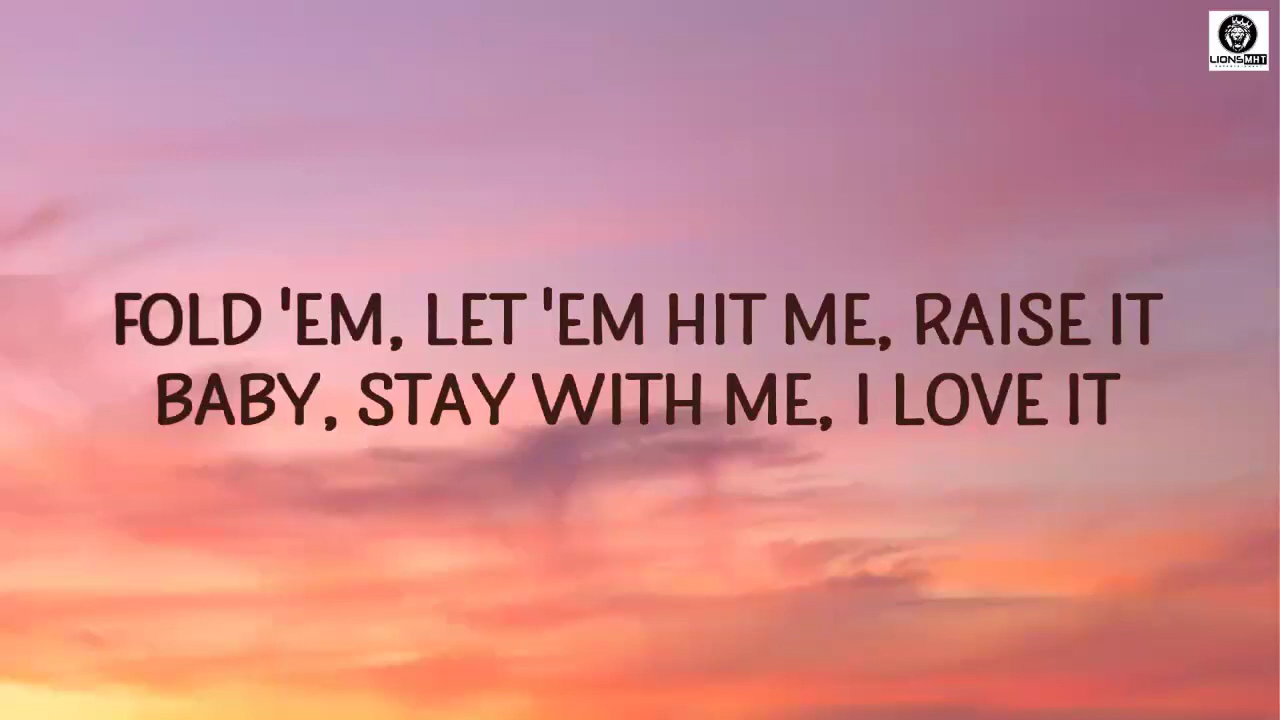 LIONSMHT
FOLD 'EM, LET 'EM HIT ME, RAISE IT
BABY, STAY WITH ME, I LOVE IT